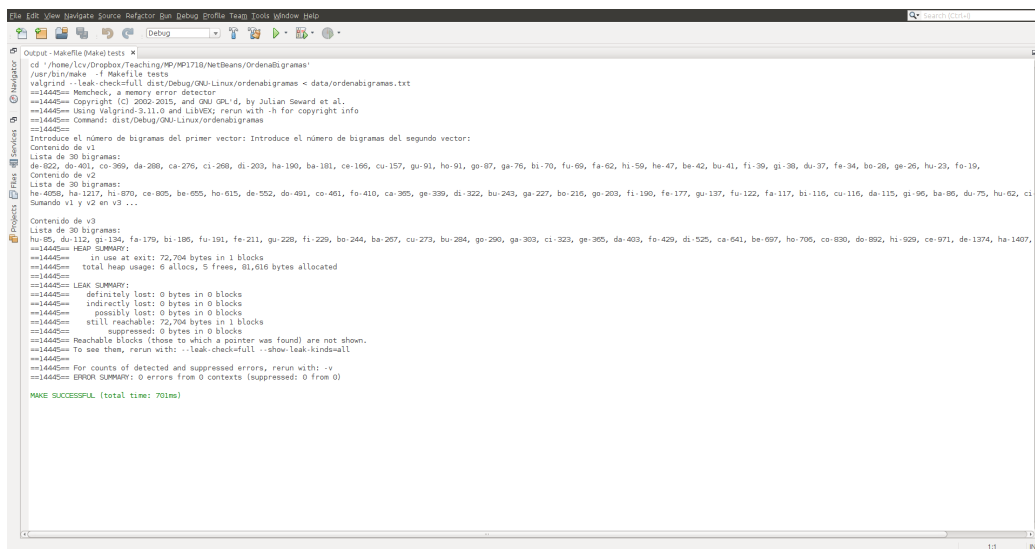 File Edit View Navigate Source Refactor Run Debug Profile Team Tools Window Help
Search (Ctrl+I)
Debug
Output - Makefile (Make) tests
Navigator
Services
Files
Projects
cd '/home/lcv/Dropbox/Teaching/MP/MP1718/NetBeans/OrdenaBigramas'
/usr/bin/make -f Makefile tests
valgrind --leak-check=full dist/Debug/GNU-Linux/ordenabigramas < data/ordenabigramas.txt
==14445== Memcheck, a memory error detector
==14445== Copyright (C) 2002-2015, and GNU GPL'd, by Julian Seward et al.
==14445== Using Valgrind-3.11.0 and LibVEX; rerun with -h for copyright info
==14445== Command: dist/Debug/GNU-Linux/ordenabigramas
==14445==
Introduce el número de bigramas del primer vector: Introduce el número de bigramas del segundo vector:
Contenido de v1
Lista de 30 bigramas:
de-822, do-401, co-369, da-288, ca-276, ci-268, di-203, ha-190, ba-181, ce-166, cu-157, gu-91, ho-91, go-87, ga-76, bi-70, fu-69, fa-62, hi-59, he-47, be-42, bu-41, fi-39, gi-38, du-37, fe-34, bo-28, ge-26, hu-23, fo-19,
Contenido de v2
Lista de 30 bigramas:
he-4058, ha-1217, hi-870, ce-805, be-655, ho-615, de-552, do-491, co-461, fo-410, ca-365, ge-339, di-322, bu-243, ga-227, bo-216, go-203, fi-190, fe-177, gu-137, fu-122, fa-117, bi-116, cu-116, da-115, gi-96, ba-86, du-75, hu-62, ci-
Sumando v1 y v2 en v3 ...
Contenido de v3
Lista de 30 bigramas:
hu-85, du-112, gi-134, fa-179, bi-186, fu-191, fe-211, gu-228, fi-229, bo-244, ba-267, cu-273, bu-284, go-290, ga-303, ci-323, ge-365, da-403, fo-429, di-525, ca-641, be-697, ho-706, co-830, do-892, hi-929, ce-971, de-1374, ha-1407,
==14445== HEAP SUMMARY:
==14445== in use at exit: 72,704 bytes in 1 blocks
==14445== total heap usage: 6 allocs, 5 frees, 81,616 bytes allocated
==14445==
==14445== LEAK SUMMARY:
==14445== definitely lost: 0 bytes in 0 blocks
==14445== indirectly lost: 0 bytes in 0 blocks
==14445== possibly lost: 0 bytes in 0 blocks
==14445== still reachable: 72,704 bytes in 1 blocks
==14445== suppressed: 0 bytes in 0 blocks
==14445== Reachable blocks (those to which a pointer was found) are not shown.
==14445== To see them, rerun with: --leak-check=full --show-leak-kinds=all
==14445==
==14445== For counts of detected and suppressed errors, rerun with: -v
==14445== ERROR SUMMARY: 0 errors from 0 contexts (suppressed: 0 from 0)
MAKE SUCCESSFUL (total time: 701ms)
1:1